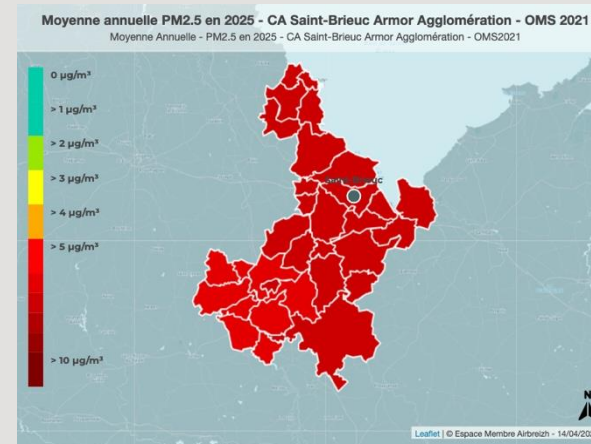 Moyenne annuelle PM2.5 en 2025 - CA Saint-Brieuc Armor Agglomération - OMS 2021
Moyenne Annuelle - PM2.5 en 2025 - CA Saint-Brieuc Armor Agglomération - OMS2021
0 µg/m³
> 1 µg/m³
> 2 µg/m³
> 3 µg/m³
> 4 µg/m³
> 5 µg/m³
> 10 µg/m³
Saint-Brieuc
N
Leaflet | © Espace Membre Airbreizh - 14/04/202